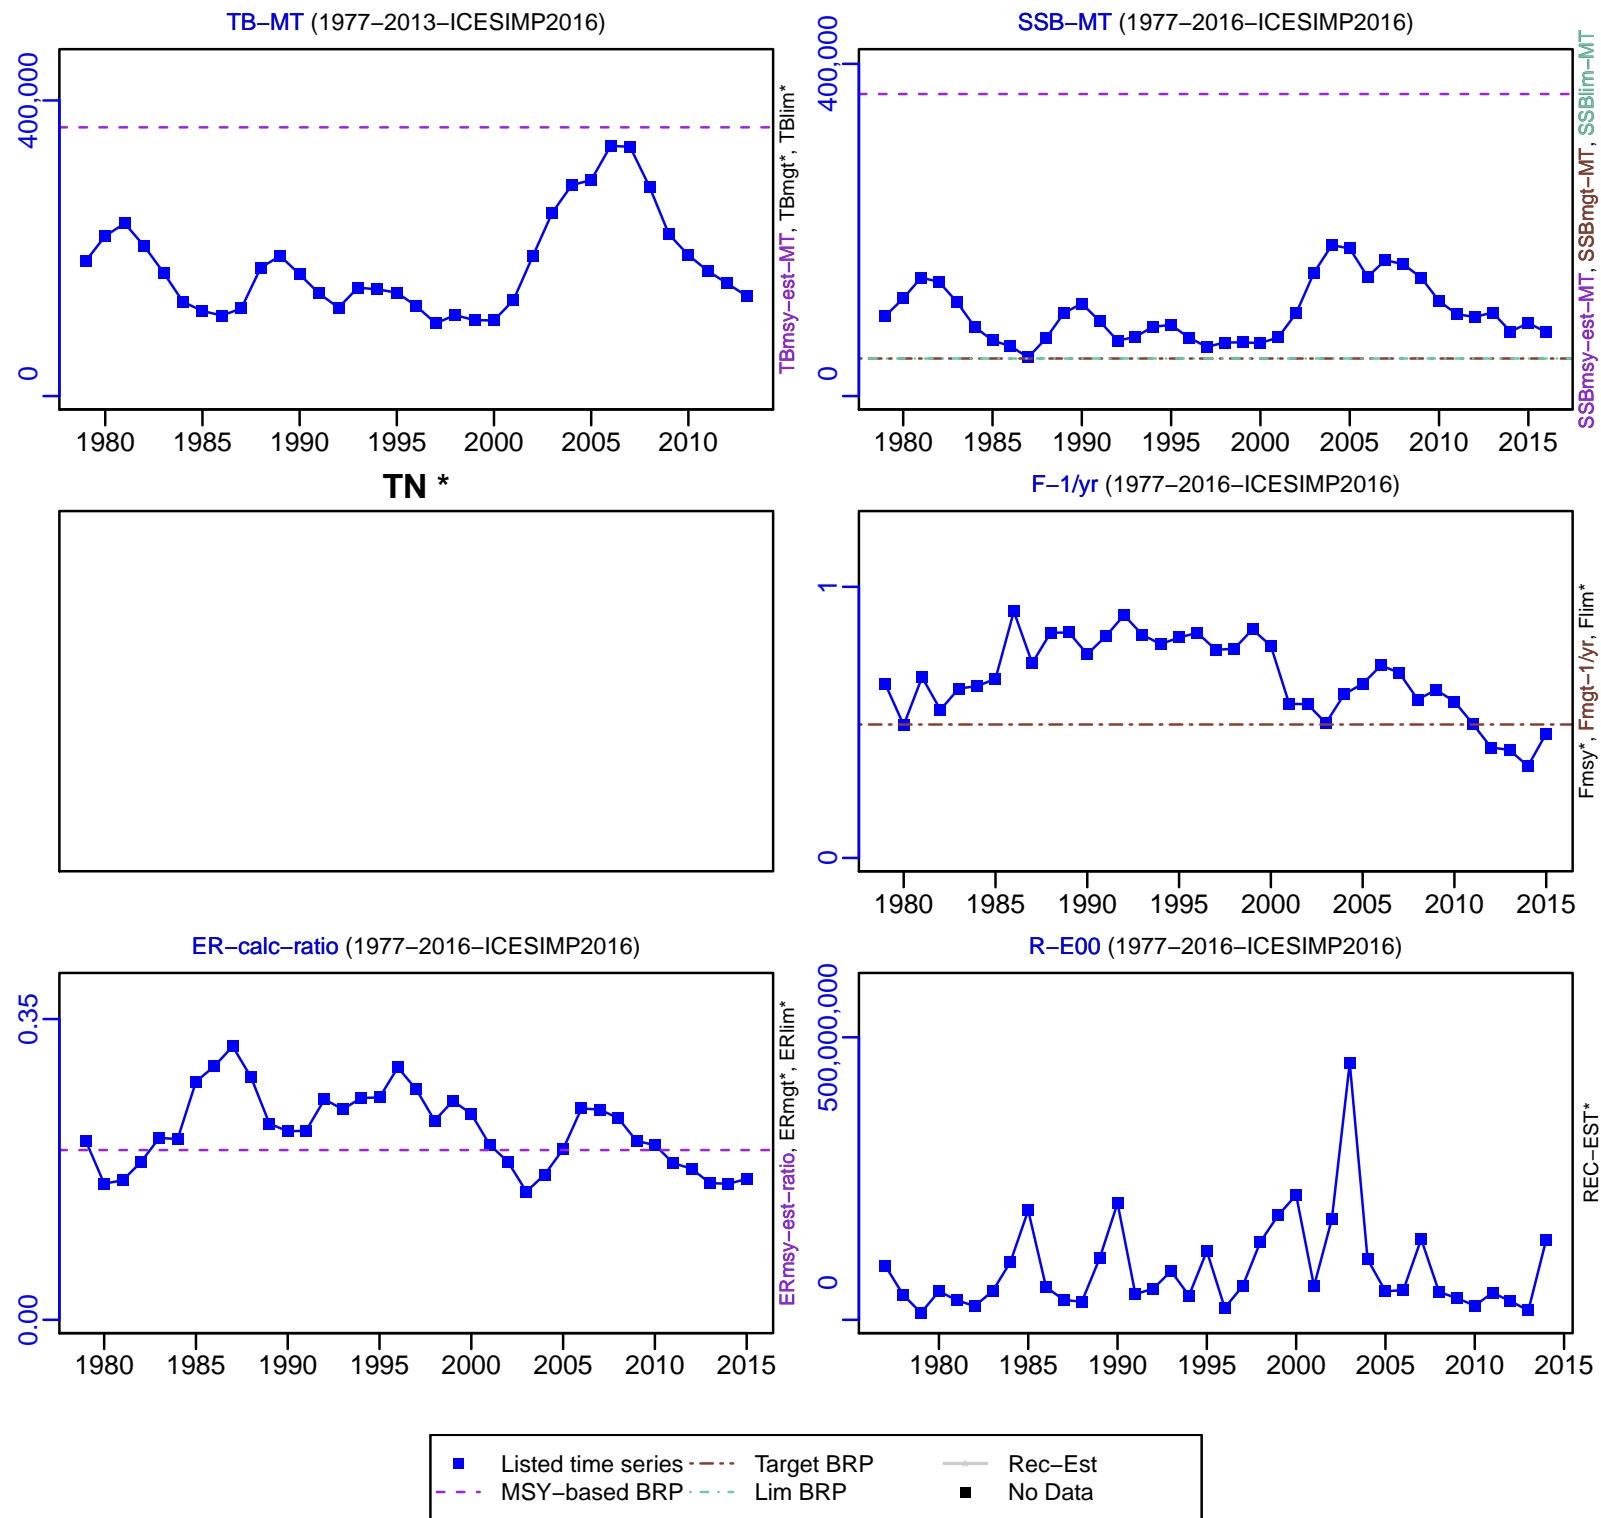 TB−MT (1977−2013−ICESIMP2016)
400,000
0
1980 1985 1990 1995 2000 2005 2010
TBmsy−est−MT, TBmgt*, TBlim*
SSB−MT (1977−2016−ICESIMP2016)
400,000
0
1980 1985 1990 1995 2000 2005 2010 2015
SSBmsy−est−MT, SSBmgt−MT, SSBlim−MT
TN *
F−1/yr (1977−2016−ICESIMP2016)
1
0
1980 1985 1990 1995 2000 2005 2010 2015
Fmsy*, Fmgt−1/yr, Flim*
ER−calc−ratio (1977−2016−ICESIMP2016)
0.35
0.00
1980 1985 1990 1995 2000 2005 2010 2015
ERmsy−est−ratio, ERmgt*, ERlim*
R−E00 (1977−2016−ICESIMP2016)
500,000,000
0
1980 1985 1990 1995 2000 2005 2010 2015
REC−EST*
Listed time series Target BRP Rec−Est
MSY−based BRP Lim BRP No Data